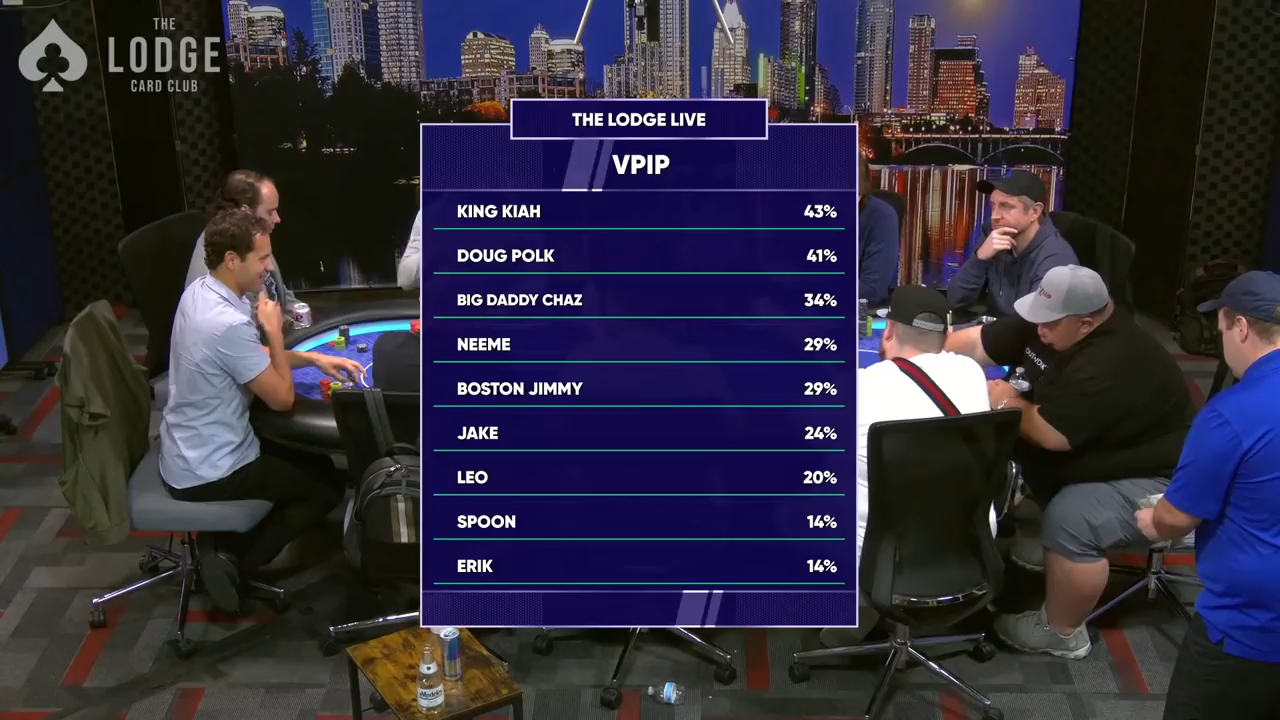 THE
LODGE
CARD CLUB
THE LODGE LIVE
VPIP
KING KIAH 43%
DOUG POLK 41%
BIG DADDY CHAZ 34%
NEEME 29%
BOSTON JIMMY 29%
JAKE 24%
LEO 20%
SPOON 14%
ERIK 14%
Modelo